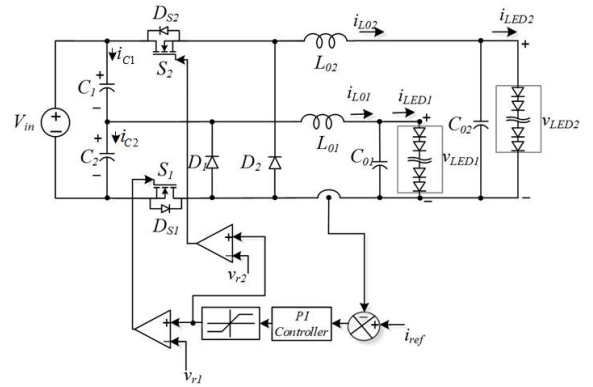 D_S2
i_C1
S_2
i_L02
i_LED2
+
+
C_1
L_02
−
V_in
+
−
i_L01
i_LED1
+
i_C2
+
C_2
−
L_01
C_02
v_LED2
S_1
D_1
D_2
C_01
v_LED1
−
−
D_S1
+
−
v_r2
+
−
PI
Controller
−
+
i_ref
v_r1